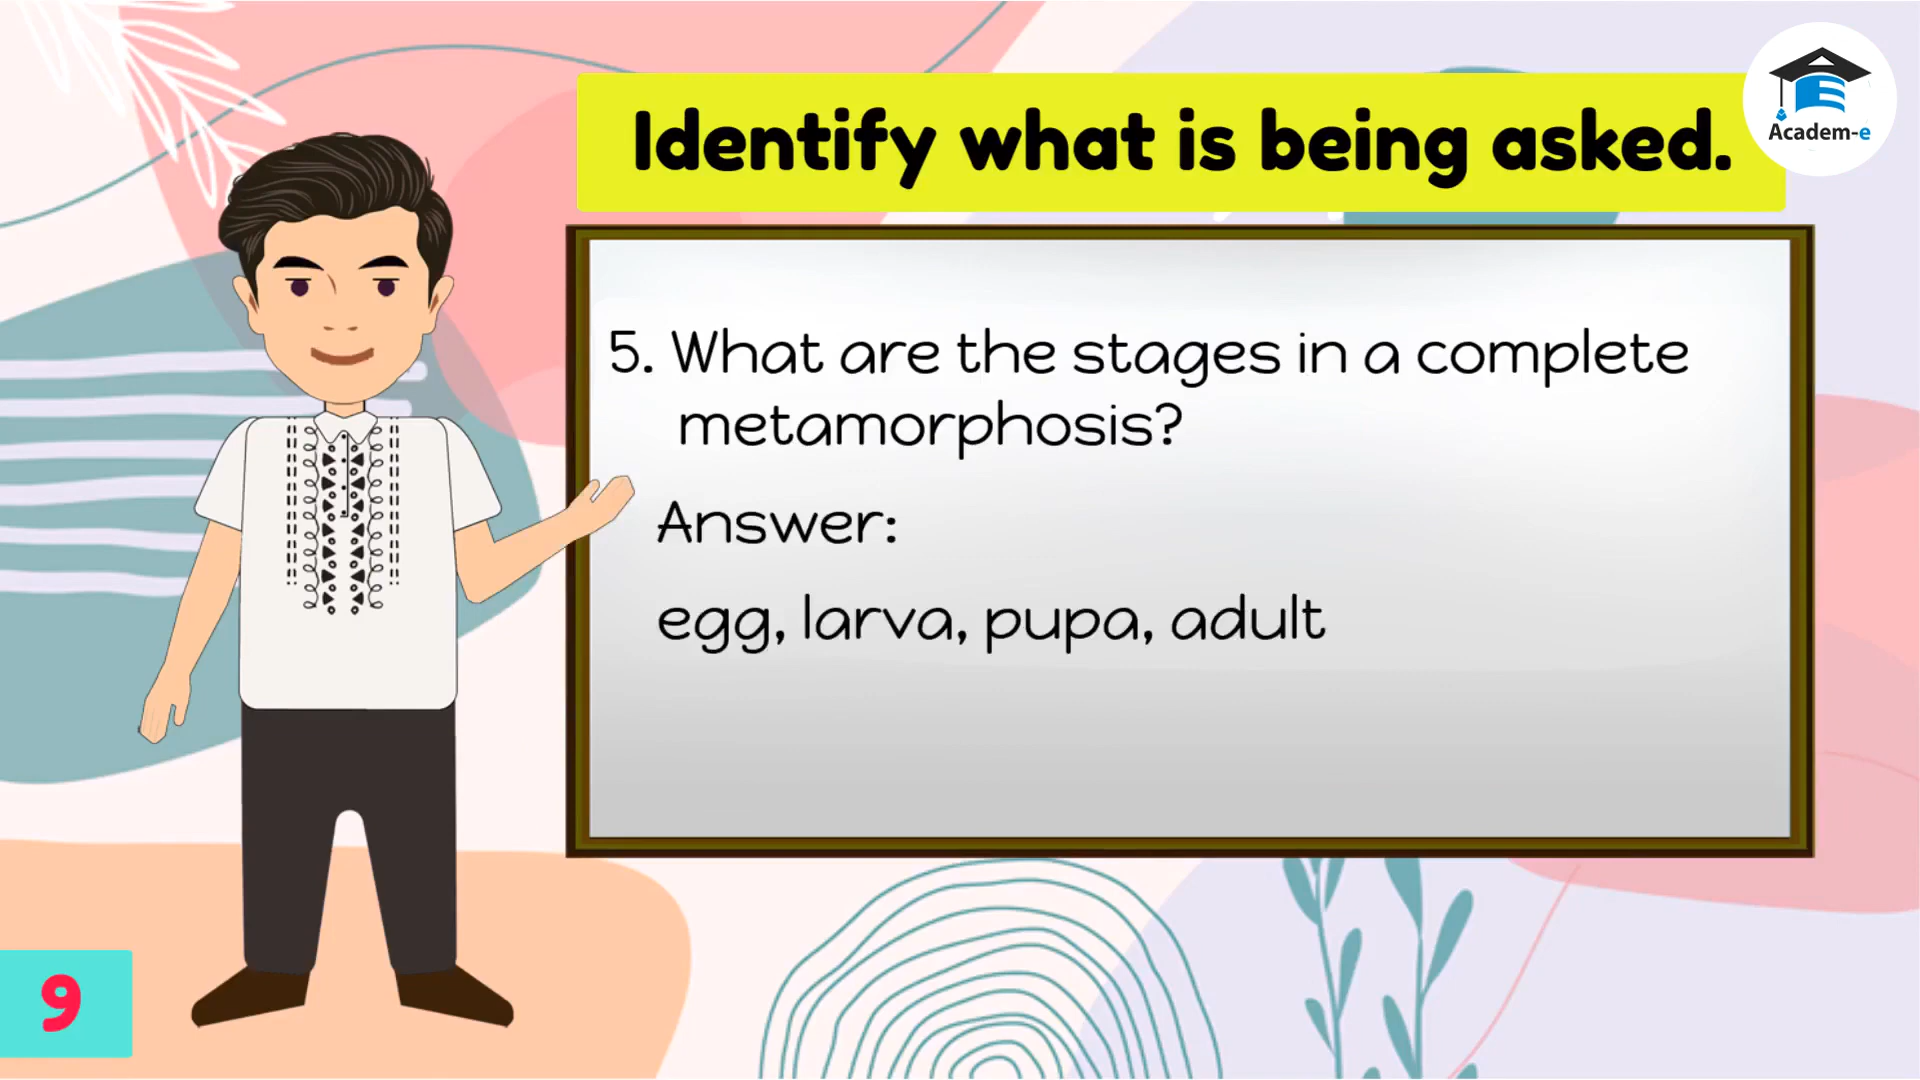 Academ-e
Identify what is being asked.
5. What are the stages in a complete
metamorphosis?
Answer:
egg, larva, pupa, adult
9